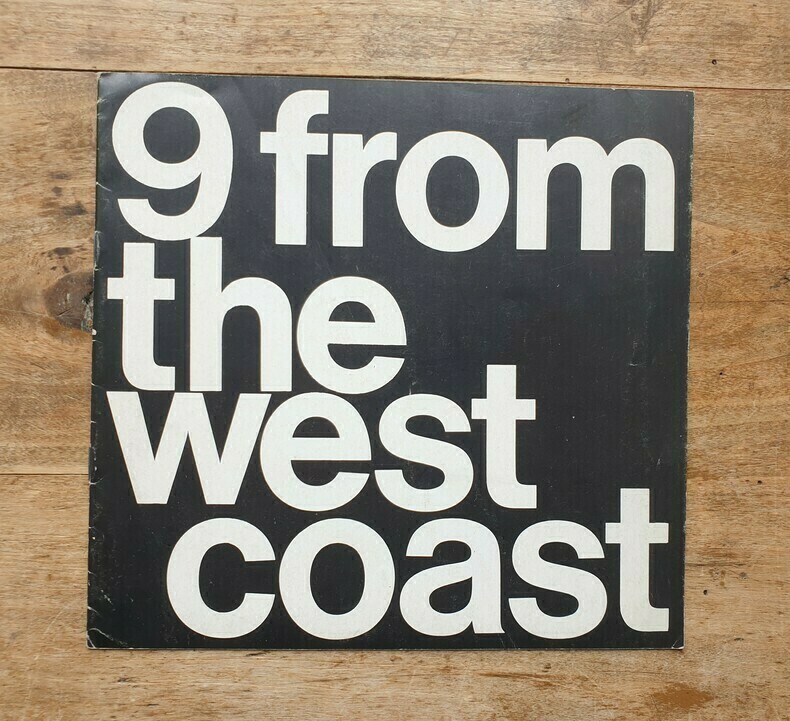 9 from
the
west
coast